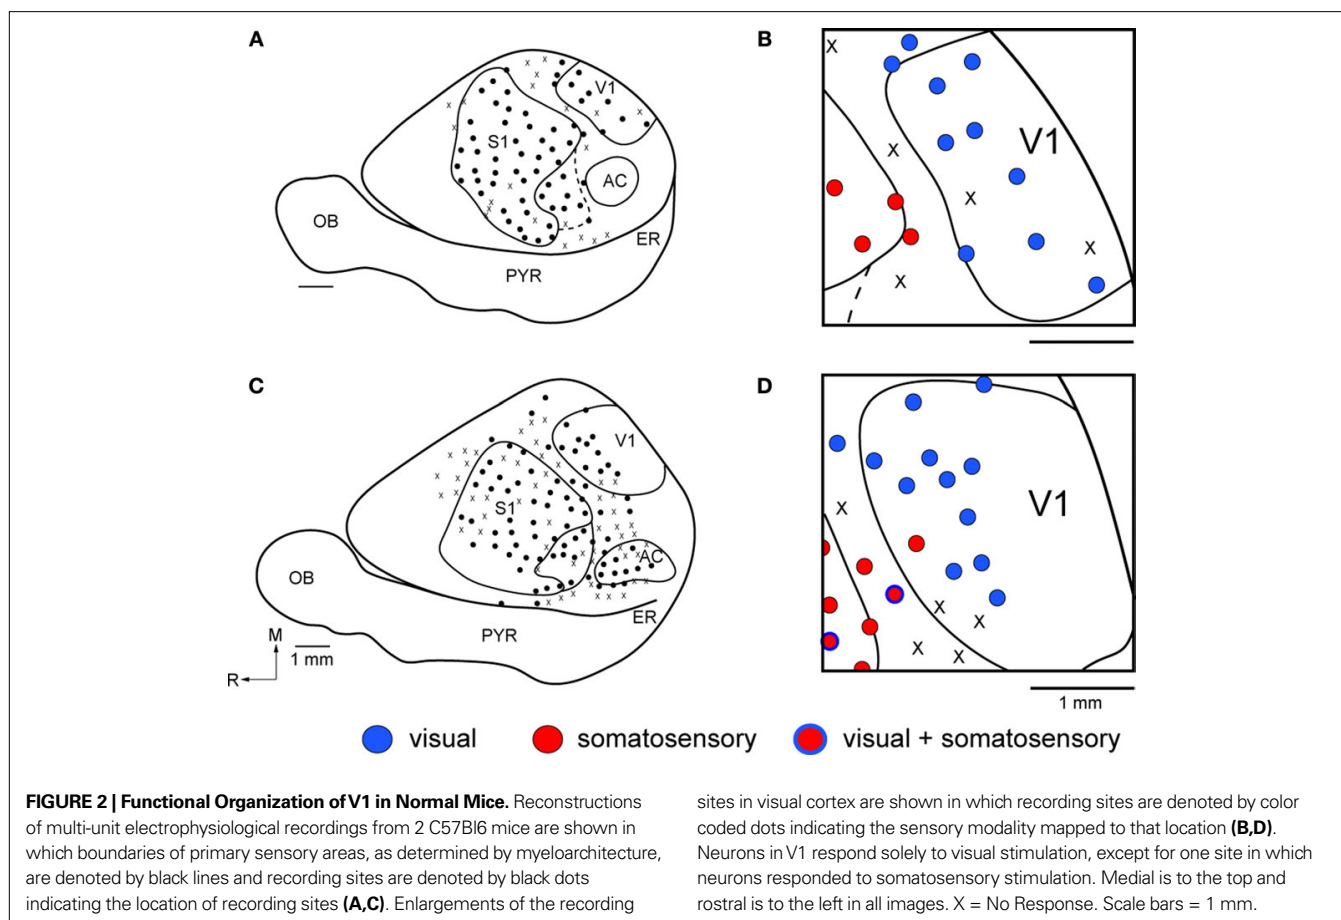 A
V1
S1
AC
OB
ER
PYR
B
V1
C
V1
S1
AC
OB
ER
PYR
M
1 mm
R
D
V1
1 mm
visual
somatosensory
visual + somatosensory
FIGURE 2 | Functional Organization of V1 in Normal Mice. Reconstructions
of multi-unit electrophysiological recordings from 2 C57Bl6 mice are shown in
which boundaries of primary sensory areas, as determined by myeloarchitecture,
are denoted by black lines and recording sites are denoted by black dots
indicating the location of recording sites (A,C). Enlargements of the recording
sites in visual cortex are shown in which recording sites are denoted by color
coded dots indicating the sensory modality mapped to that location (B,D).
Neurons in V1 respond solely to visual stimulation, except for one site in which
neurons responded to somatosensory stimulation. Medial is to the top and
rostral is to the left in all images. X = No Response. Scale bars = 1 mm.